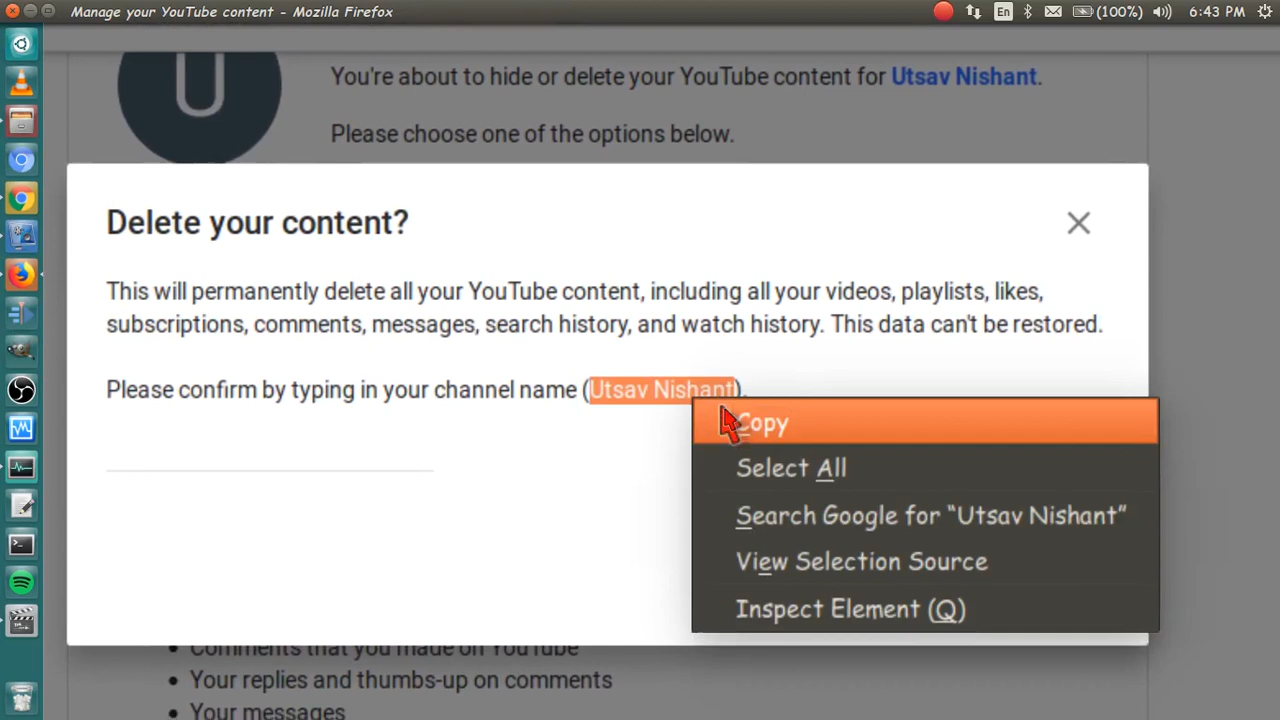 Manage your YouTube content - Mozilla Firefox
En
(100%)
6:43 PM
U
You're about to hide or delete your YouTube content for Utsav Nishant.
Please choose one of the options below.
Delete your content?
This will permanently delete all your YouTube content, including all your videos, playlists, likes,
subscriptions, comments, messages, search history, and watch history. This data can't be restored.
Please confirm by typing in your channel name (Utsav Nishant).
Copy
Select All
Search Google for “Utsav Nishant”
View Selection Source
Inspect Element (Q)
Comments that you made on YouTube
Your replies and thumbs-up on comments
Your messages